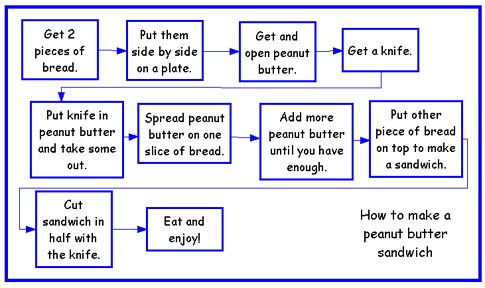 Get 2
pieces of
bread.
Put them
side by side
on a plate.
Get and
open peanut
butter.
Get a knife.
Put knife in
peanut butter
and take some
out.
Spread peanut
butter on one
slice of bread.
Add more
peanut butter
until you have
enough.
Put other
piece of bread
on top to make
a sandwich.
Cut
sandwich in
half with
the knife.
Eat and
enjoy!
How to make a
peanut butter
sandwich